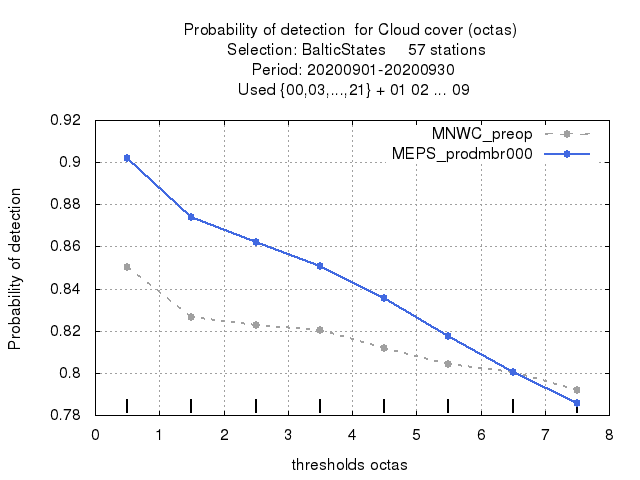 Probability of detection  for Cloud cover (octas)
Selection: BalticStates     57 stations
Period: 20200901-20200930
Used {00,03,...,21} + 01 02 ... 09
MNWC_preop
MEPS_prodmbr000
Probability of detection
0.92
0.9
0.88
0.86
0.84
0.82
0.8
0.78
0 1 2 3 4 5 6 7 8
thresholds octas